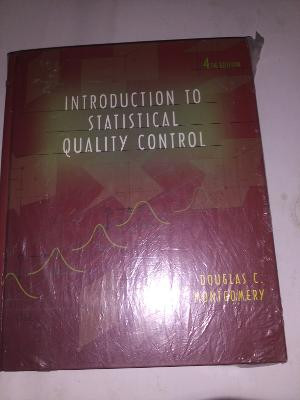 4TH EDITION
INTRODUCTION TO
STATISTICAL
QUALITY CONTROL
DOUGLAS C.
MONTGOMERY